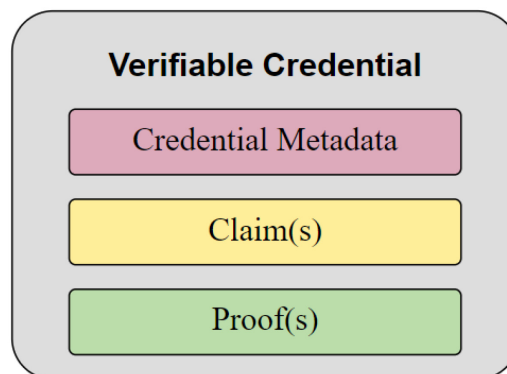 Verifiable Credential
Credential Metadata
Claim(s)
Proof(s)